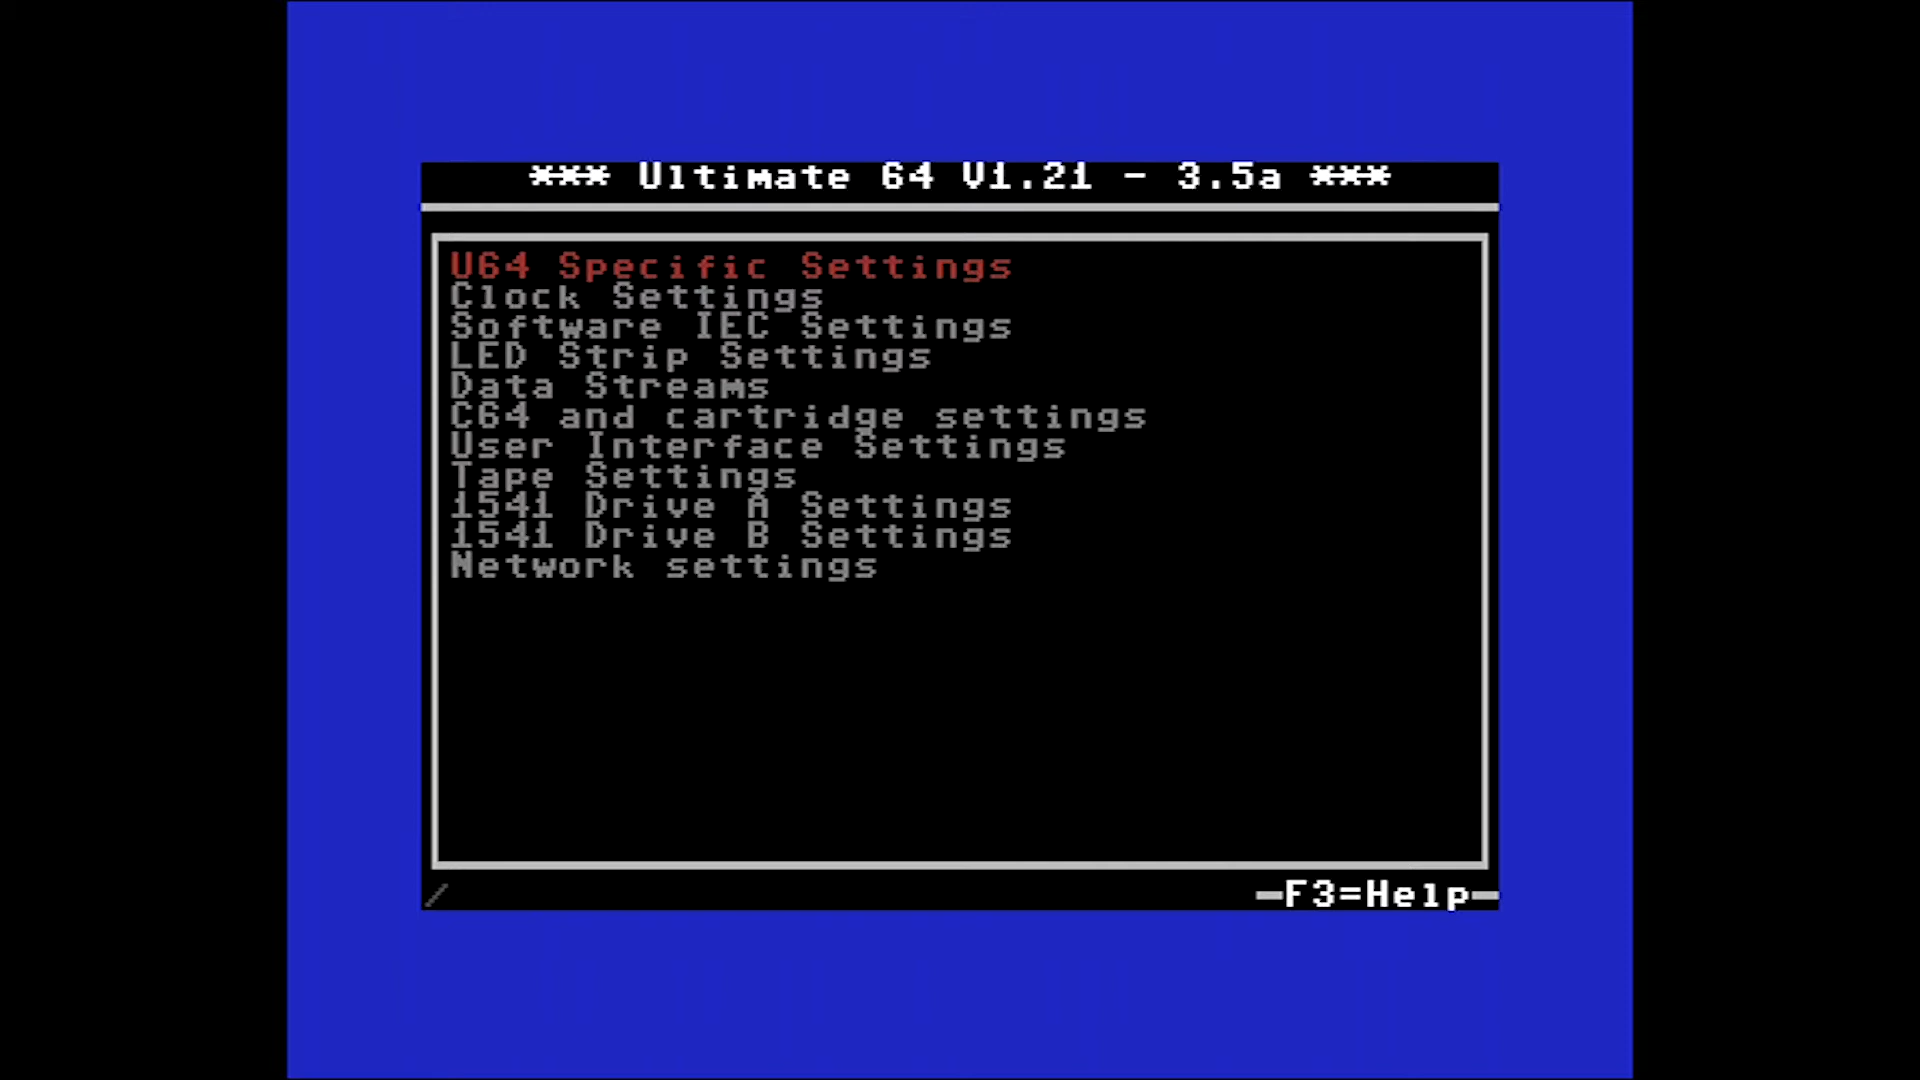 *** Ultimate 64 V1.21 - 3.5a ***
U64 Specific Settings
Clock Settings
Software IEC Settings
LED Strip Settings
Data Streams
C64 and cartridge settings
User Interface Settings
Tape Settings
1541 Drive A Settings
1541 Drive B Settings
Network settings
/ -F3=Help-